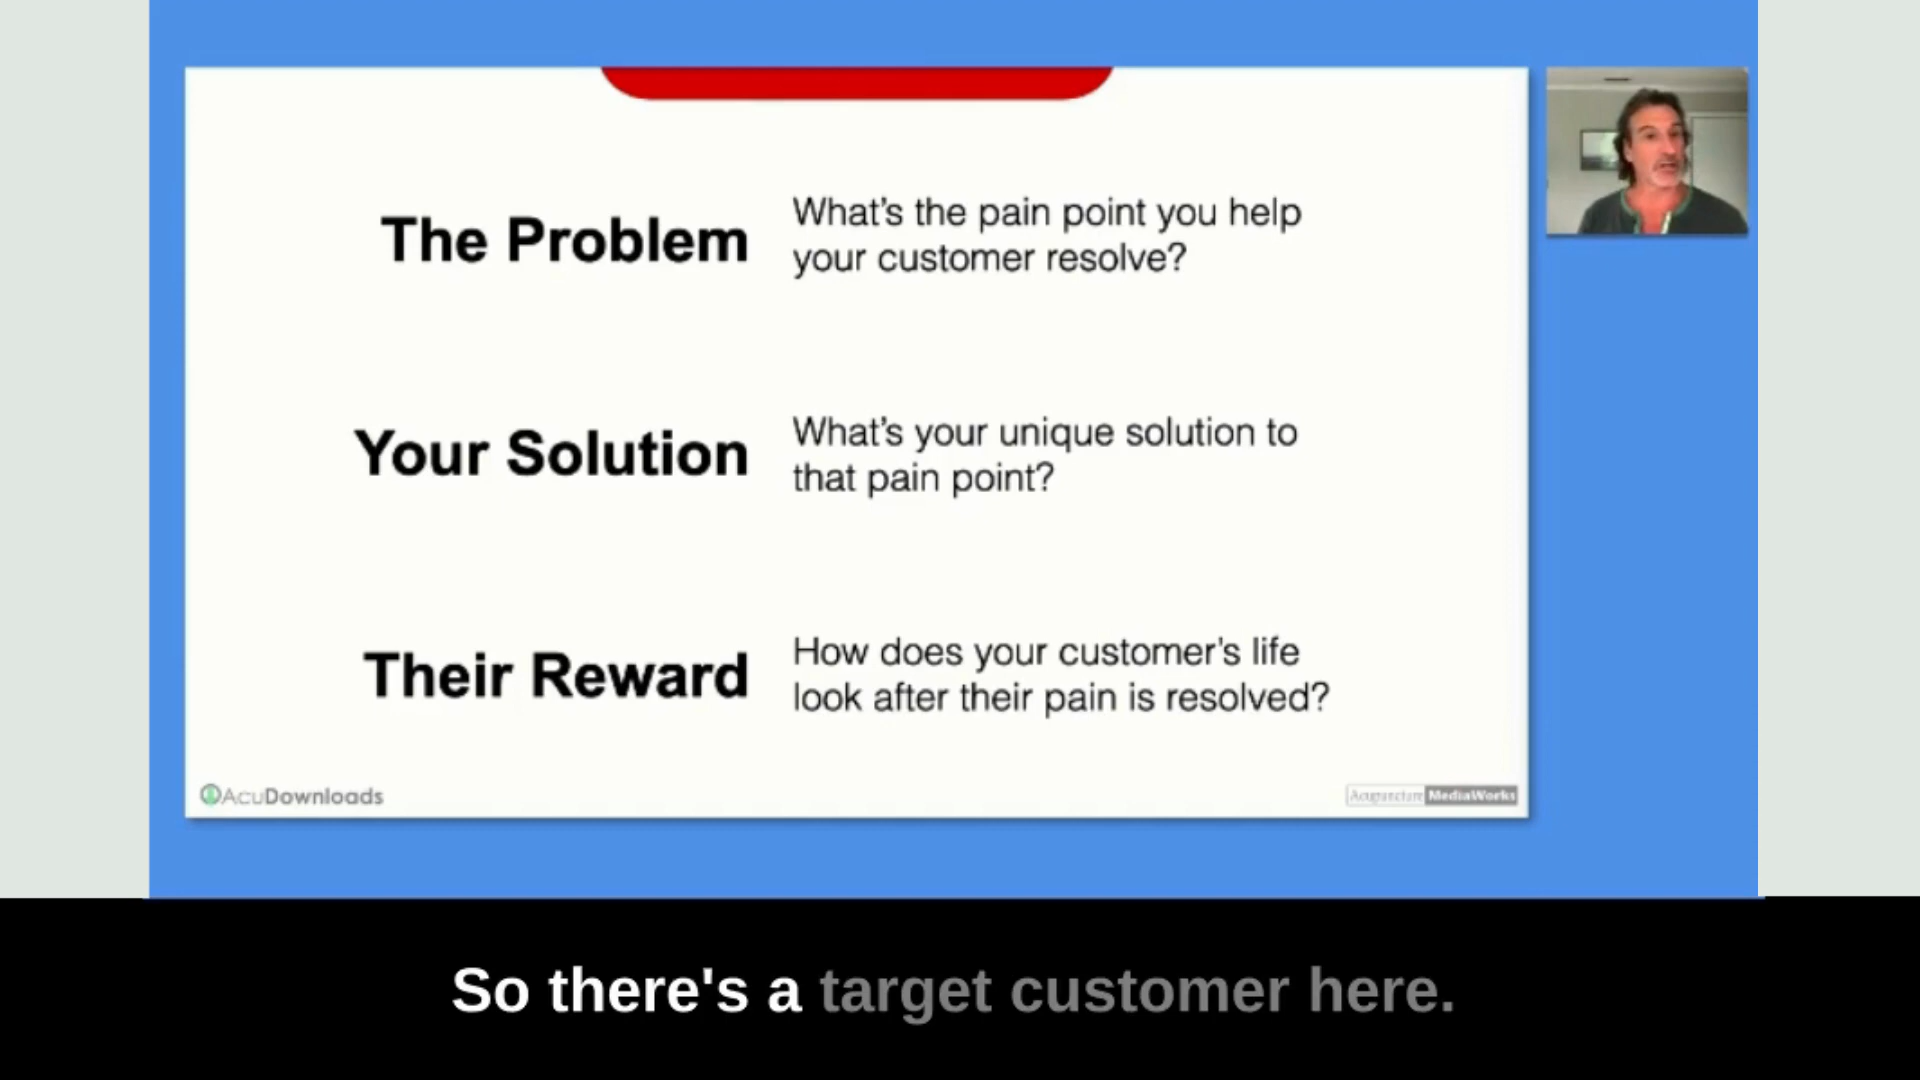 The Problem
What's the pain point you help
your customer resolve?
Your Solution
What's your unique solution to
that pain point?
Their Reward
How does your customer's life
look after their pain is resolved?
AcuDownloads
Acupuncture MediaWorks
So there's a target customer here.